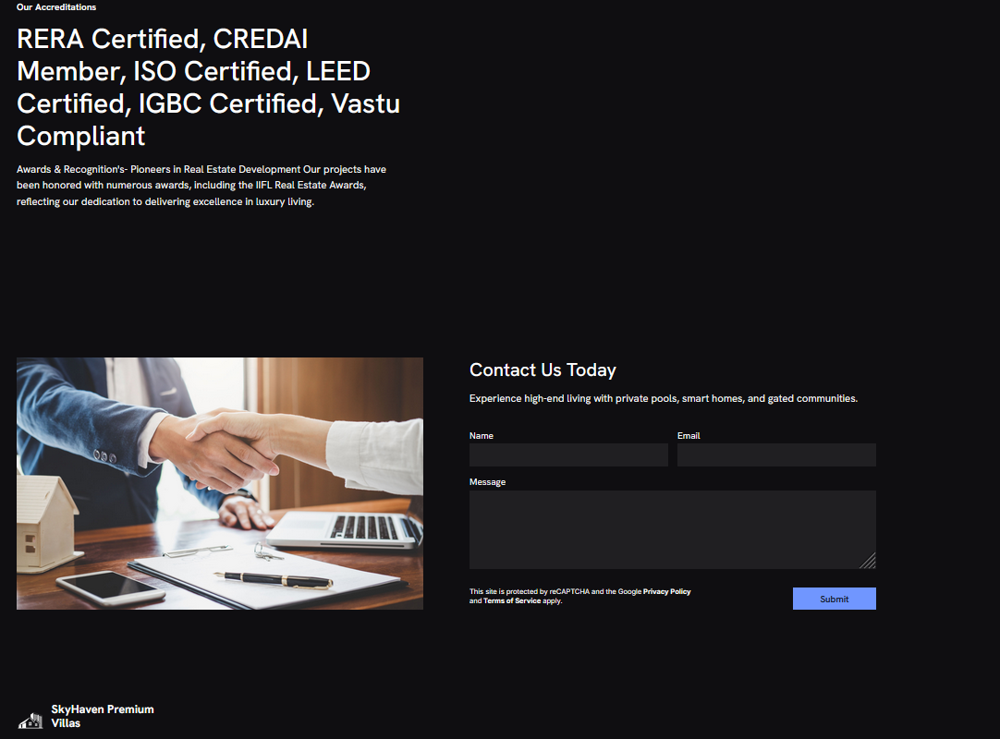 Our Accreditations
RERA Certified, CREDAI
Member, ISO Certified, LEED
Certified, IGBC Certified, Vastu
Compliant
Awards & Recognition's- Pioneers in Real Estate Development Our projects have
been honored with numerous awards, including the IIFL Real Estate Awards,
reflecting our dedication to delivering excellence in luxury living.
Contact Us Today
Experience high-end living with private pools, smart homes, and gated communities.
Name
Email
Message
This site is protected by reCAPTCHA and the Google Privacy Policy
and Terms of Service apply.
Submit
SkyHaven Premium
Villas